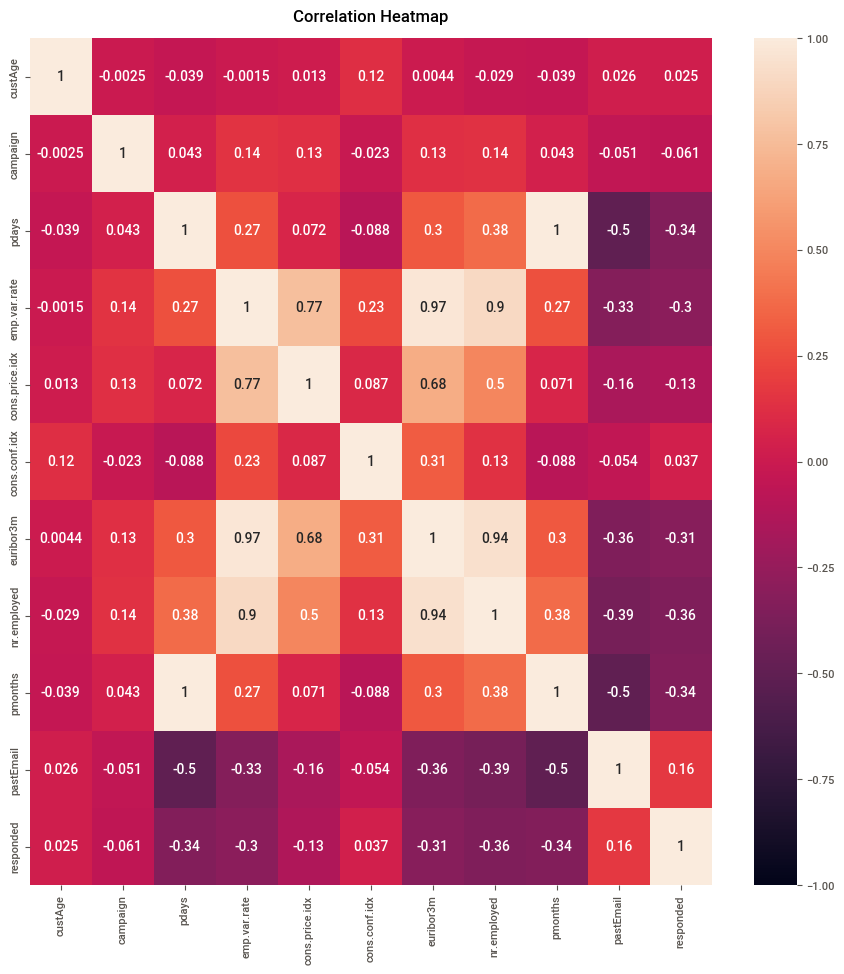 Correlation Heatmap
custAge 1 -0.0025 -0.039 -0.0015 0.013 0.12 0.0044 -0.029 -0.039 0.026 0.025
campaign -0.0025 1 0.043 0.14 0.13 -0.023 0.13 0.14 0.043 -0.051 -0.061
pdays -0.039 0.043 1 0.27 0.072 -0.088 0.3 0.38 1 -0.5 -0.34
emp.var.rate -0.0015 0.14 0.27 1 0.77 0.23 0.97 0.9 0.27 -0.33 -0.3
cons.price.idx 0.013 0.13 0.072 0.77 1 0.087 0.68 0.5 0.071 -0.16 -0.13
cons.conf.idx 0.12 -0.023 -0.088 0.23 0.087 1 0.31 0.13 -0.088 -0.054 0.037
euribor3m 0.0044 0.13 0.3 0.97 0.68 0.31 1 0.94 0.3 -0.36 -0.31
nr.employed -0.029 0.14 0.38 0.9 0.5 0.13 0.94 1 0.38 -0.39 -0.36
pmonths -0.039 0.043 1 0.27 0.071 -0.088 0.3 0.38 1 -0.5 -0.34
pastEmail 0.026 -0.051 -0.5 -0.33 -0.16 -0.054 -0.36 -0.39 -0.5 1 0.16
responded 0.025 -0.061 -0.34 -0.3 -0.13 0.037 -0.31 -0.36 -0.34 0.16 1
custAge campaign pdays emp.var.rate cons.price.idx cons.conf.idx euribor3m nr.employed pmonths pastEmail responded
1.00
0.75
0.50
0.25
0.00
−0.25
−0.50
−0.75
−1.00